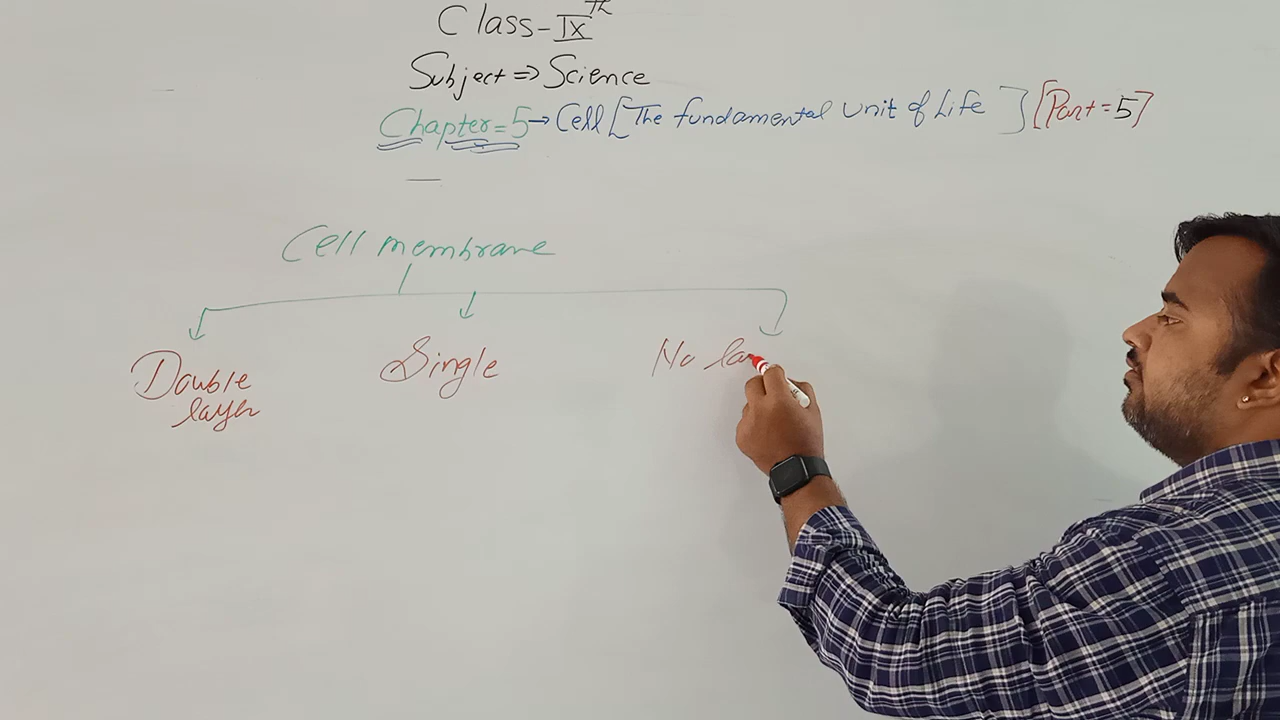 Class-IXth
Subject⇒Science
Chapter=5→Cell[The fundamental Unit of Life][Part=5]
Cell membrane
Double
layer
Single
No la